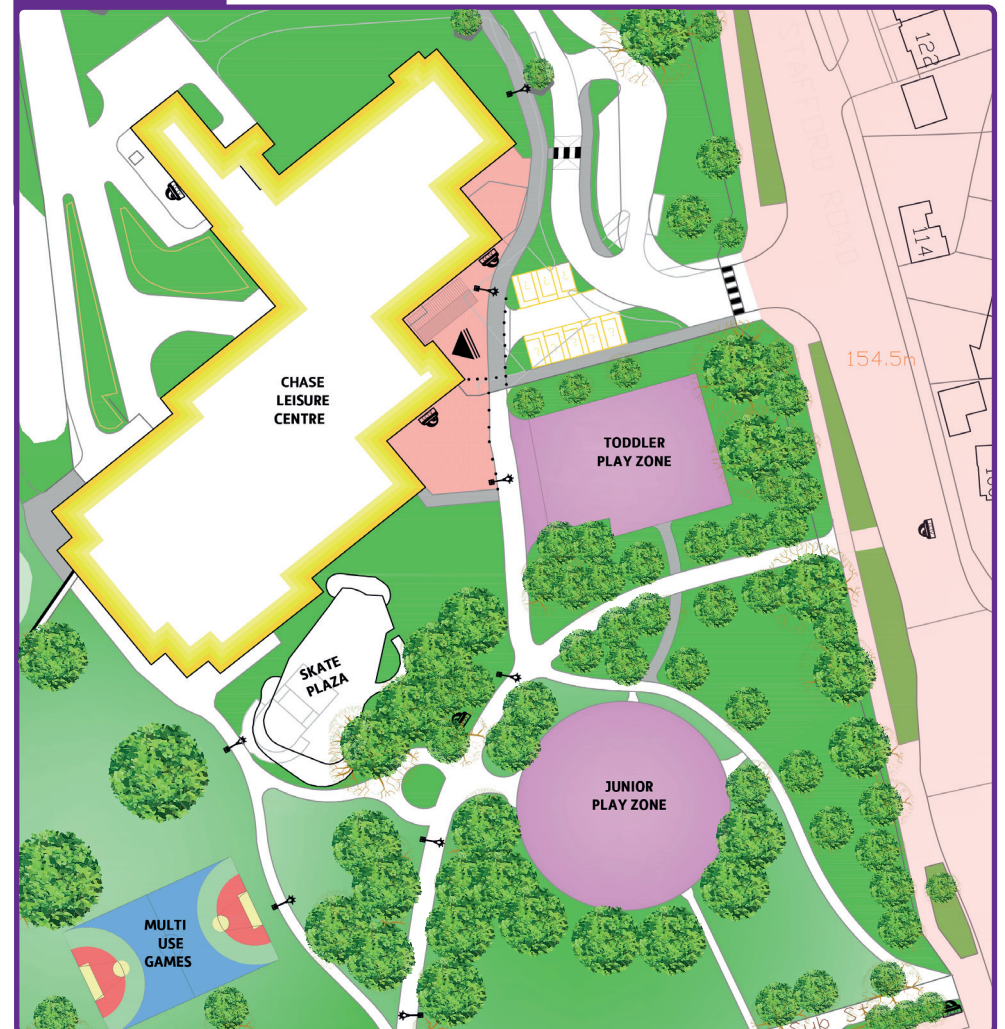 STAFFORD ROAD
122
114
154.5m
CHASE
LEISURE
CENTRE
TODDLER
PLAY ZONE
SKATE
PLAZA
JUNIOR
PLAY ZONE
MULTI
USE
GAMES